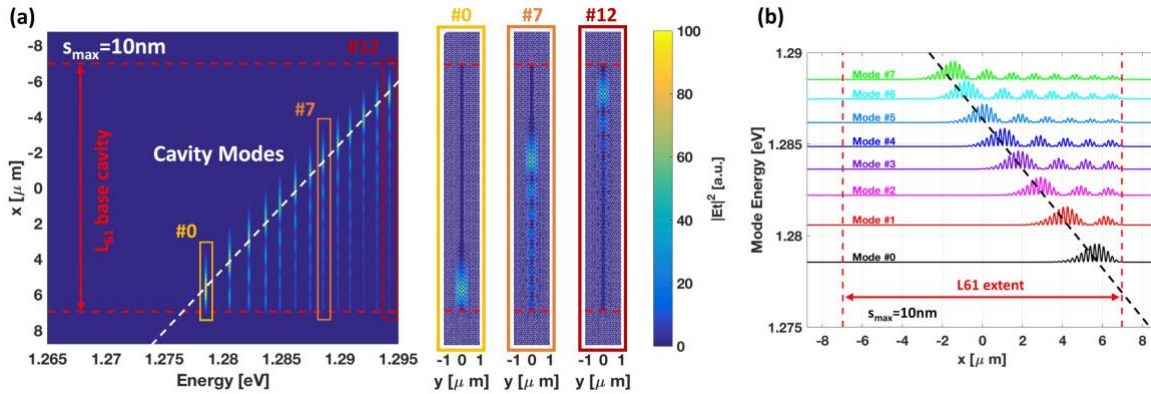 (a)
s_max=10nm
#12
#7
Cavity Modes
#0
L_61 base cavity
x [μ m]
-8
-6
-4
-2
0
2
4
6
8
1.265
1.27
1.275
1.28
1.285
1.29
1.295
Energy [eV]
#0
#7
#12
-1 0 1
-1 0 1
-1 0 1
y [μ m]
y [μ m]
y [μ m]
100
80
60
40
20
0
|Et|² [a.u.]
(b)
1.29
1.285
1.28
1.275
Mode Energy [eV]
Mode #7
Mode #6
Mode #5
Mode #4
Mode #3
Mode #2
Mode #1
Mode #0
L61 extent
s_max=10nm
-8 -6 -4 -2 0 2 4 6 8
x [μ m]